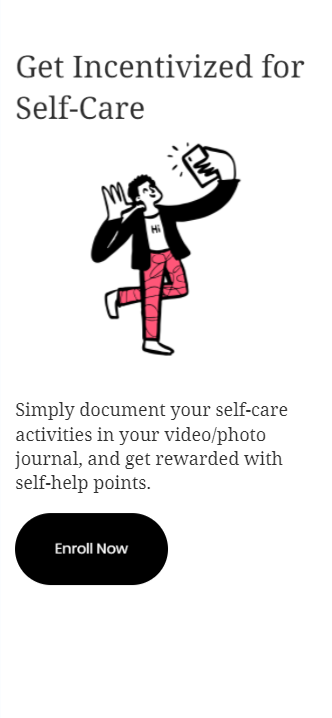 Get Incentivized for
Self-Care
Hi
Simply document your self-care
activities in your video/photo
journal, and get rewarded with
self-help points.
Enroll Now